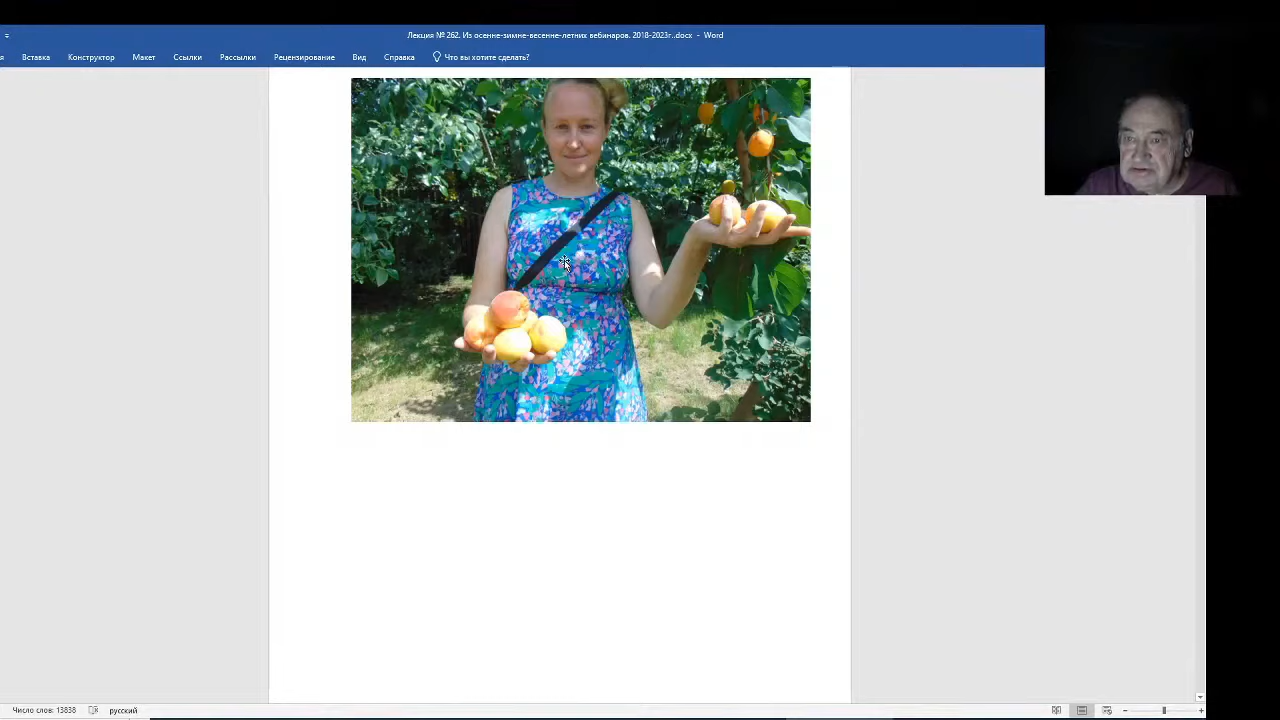 Лекция № 262. Из осенне-зимне-весенне-летних вебинаров. 2018-2023г..docx - Word
я Вставка Конструктор Макет Ссылки Рассылки Рецензирование Вид Справка Что вы хотите сделать?
Число слов: 13838 русский